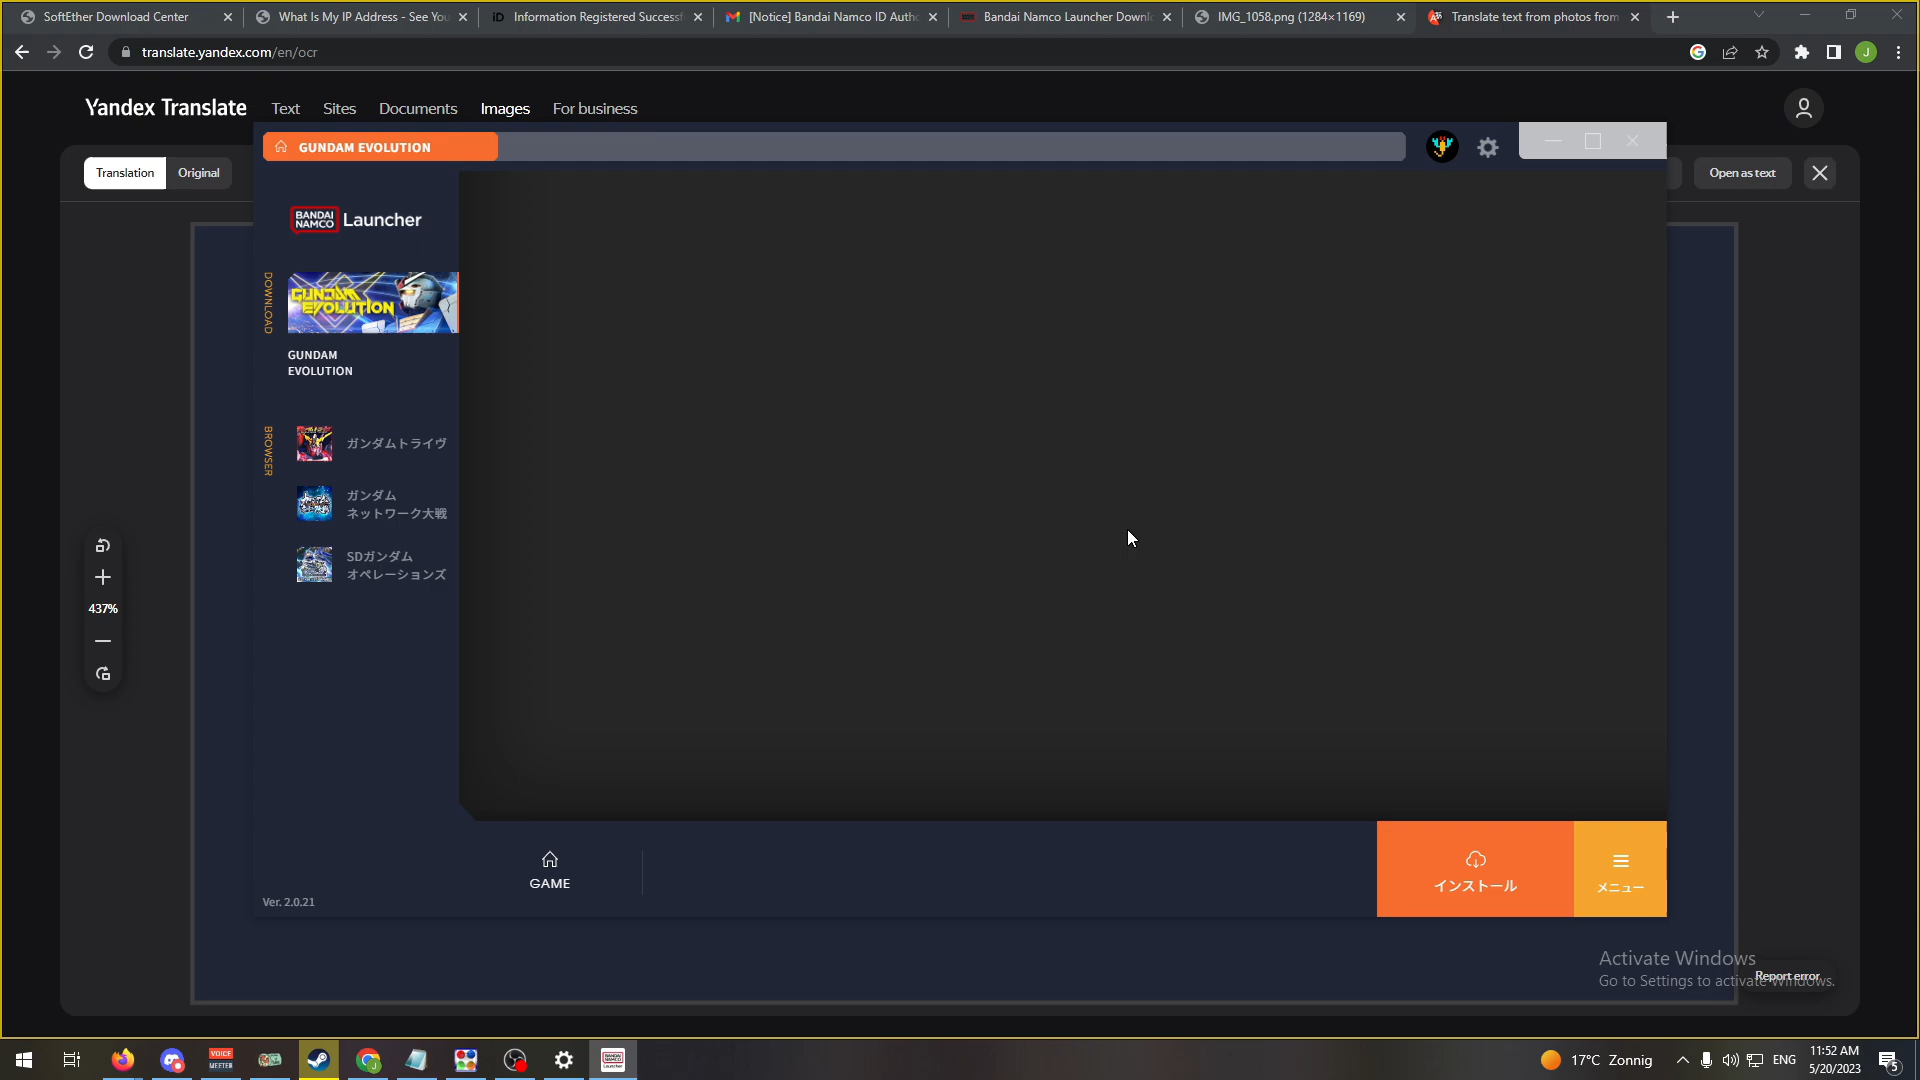 SoftEther Download Center
What Is My IP Address - See You
iD Information Registered Successf
[Notice] Bandai Namco ID Auth
Bandai Namco Launcher Downl
IMG_1058.png (1284×1169)
Translate text from photos from
translate.yandex.com/en/ocr
J
Yandex Translate
Text
Sites
Documents
Images
For business
GUNDAM EVOLUTION
Translation
Original
Open as text
BANDAI NAMCO Launcher
DOWNLOAD
GUNDAM EVOLUTION
GUNDAM
EVOLUTION
BROWSER
ガンダムトライヴ
ガンダム
ネットワーク大戦
SDガンダム
オペレーションズ
437%
GAME
インストール
メニュー
Ver. 2.0.21
Activate Windows
Go to Settings to activate Windows.
Report error
VOICE
MEETER
17°C Zonnig
ENG
11:52 AM
5/20/2023
5